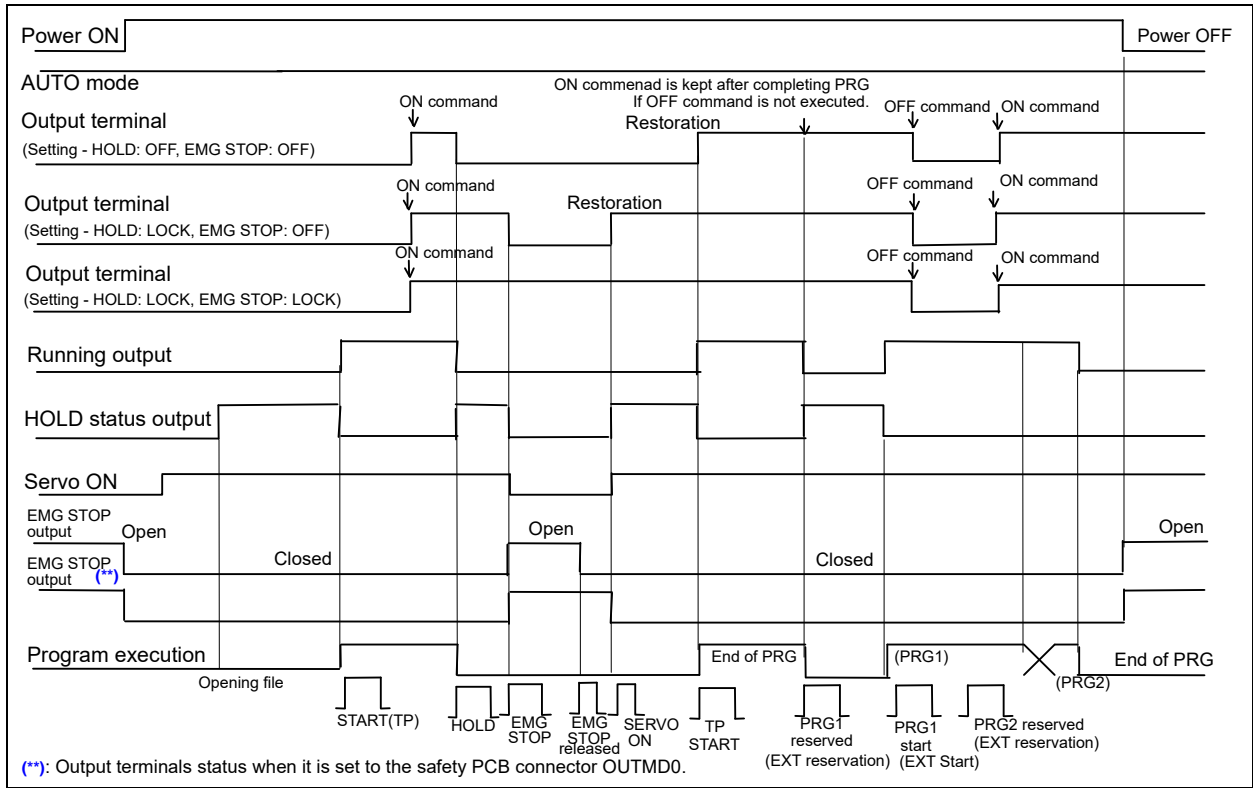 Power ON
Power OFF
AUTO mode
ON commenad is kept after completing PRG
If OFF command is not executed.
ON command
OFF command
ON command
Output terminal
Restoration
(Setting - HOLD: OFF, EMG STOP: OFF)
ON command
OFF command
ON command
Output terminal
Restoration
(Setting - HOLD: LOCK, EMG STOP: OFF)
ON command
OFF command
ON command
Output terminal
(Setting - HOLD: LOCK, EMG STOP: LOCK)
Running output
HOLD status output
Servo ON
EMG STOP
output
Open
Open
Open
Closed
Closed
EMG STOP
output (**)
Program execution
End of PRG
(PRG1)
(PRG2)
End of PRG
Opening file
START(TP)
HOLD
EMG
STOP
EMG
STOP
released
SERVO
ON
TP
START
PRG1
reserved
(EXT reservation)
PRG1
start
(EXT Start)
PRG2 reserved
(EXT reservation)
(**): Output terminals status when it is set to the safety PCB connector OUTMD0.